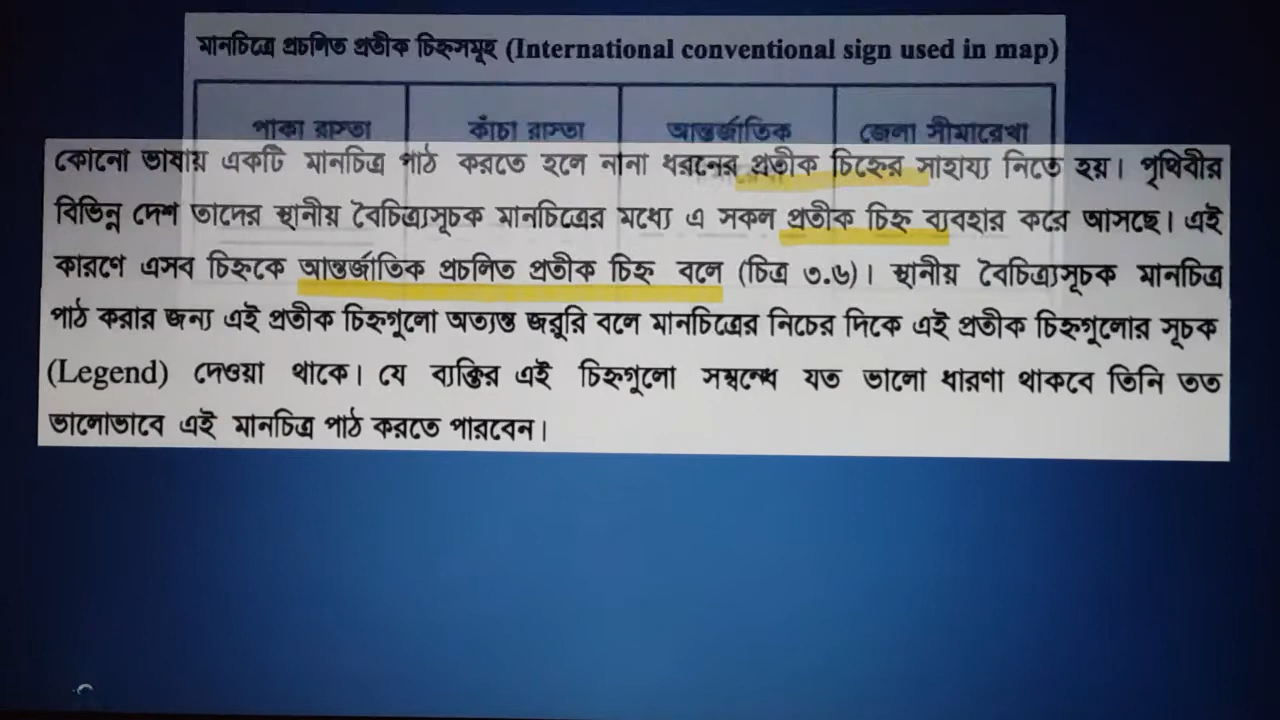 মানচিত্রে প্রচলিত প্রতীক চিহ্নসমূহ (International conventional sign used in map)
পাকা রাস্তা কাঁচা রাস্তা আন্তর্জাতিক জেলা সীমারেখা
কোনো ভাষায় একটি মানচিত্র পাঠ করতে হলে নানা ধরনের প্রতীক চিহ্নের সাহায্য নিতে হয়। পৃথিবীর
বিভিন্ন দেশ তাদের স্থানীয় বৈচিত্র্যসূচক মানচিত্রের মধ্যে এ সকল প্রতীক চিহ্ন ব্যবহার করে আসছে। এই
কারণে এসব চিহ্নকে আন্তর্জাতিক প্রচলিত প্রতীক চিহ্ন বলে (চিত্র ৩.৬)। স্থানীয় বৈচিত্র্যসূচক মানচিত্র
পাঠ করার জন্য এই প্রতীক চিহ্নগুলো অত্যন্ত জরুরি বলে মানচিত্রের নিচের দিকে এই প্রতীক চিহ্নগুলোর সূচক
(Legend) দেওয়া থাকে। যে ব্যক্তির এই চিহ্নগুলো সম্বন্ধে যত ভালো ধারণা থাকবে তিনি তত
ভালোভাবে এই মানচিত্র পাঠ করতে পারবেন।